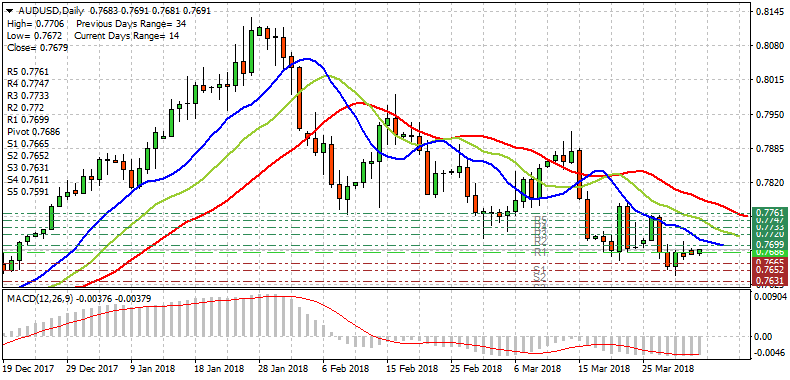 AUDUSD,Daily 0.7683 0.7691 0.7681 0.7691
High= 0.7706 Previous Days Range= 34
Low= 0.7672 Current Days Range= 14
Close= 0.7679
R5 0.7761
R4 0.7747
R3 0.7733
R2 0.772
R1 0.7699
Pivot 0.7686
S1 0.7665
S2 0.7652
S3 0.7631
S4 0.7611
S5 0.7591
0.8145
0.8080
0.8015
0.7950
0.7885
0.7820
0.7761
0.7747
0.7733
0.7720
0.7699
0.7686
0.7665
0.7652
0.7631
R5
R2
R1
S1
S2
MACD(12,26,9) -0.00376 -0.00379
0.00904
0.00
-0.0046
19 Dec 2017 29 Dec 2017 9 Jan 2018 18 Jan 2018 28 Jan 2018 6 Feb 2018 15 Feb 2018 25 Feb 2018 6 Mar 2018 15 Mar 2018 25 Mar 2018